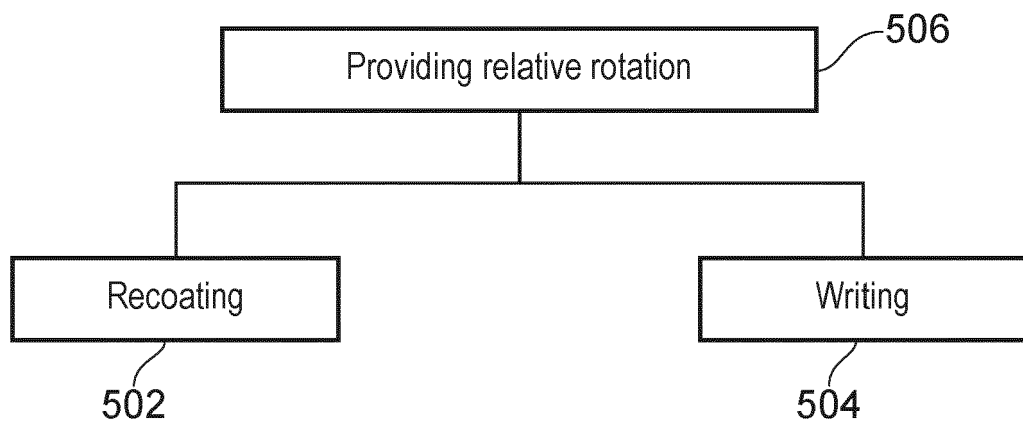 506
Providing relative rotation
Recoating
Writing
502
504